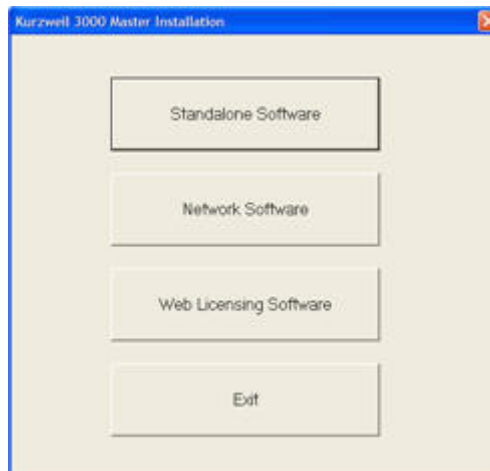 Kurzweil 3000 Master Installation
Standalone Software
Network Software
Web Licensing Software
Exit